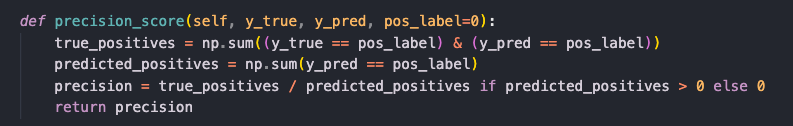 def precision_score(self, y_true, y_pred, pos_label=0):
    true_positives = np.sum((y_true == pos_label) & (y_pred == pos_label))
    predicted_positives = np.sum(y_pred == pos_label)
    precision = true_positives / predicted_positives if predicted_positives > 0 else 0
    return precision